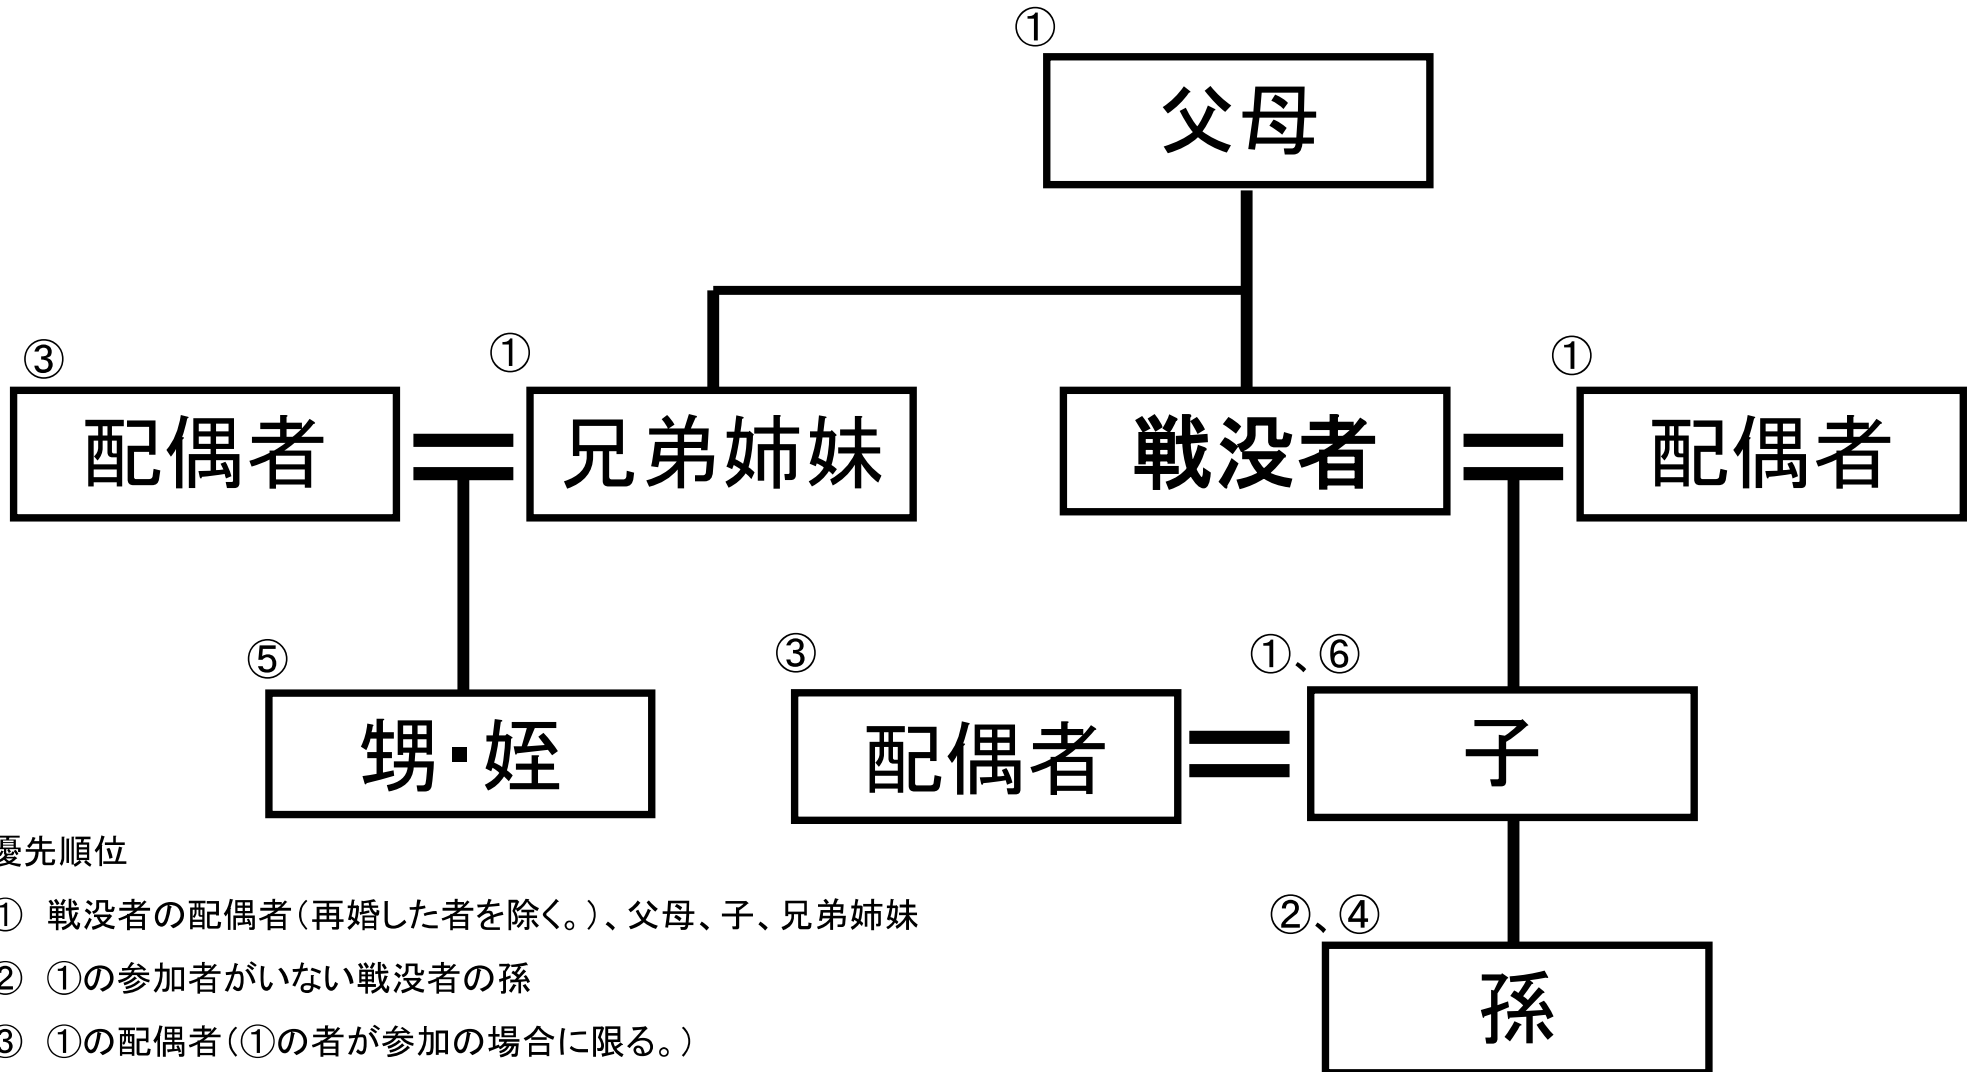 ①
父母
③
①
①
配偶者
兄弟姉妹
戦没者
配偶者
⑤
③
①、⑥
甥・姪
配偶者
子
優先順位
②、④
① 戦没者の配偶者（再婚した者を除く。）、父母、子、兄弟姉妹
② ①の参加者がいない戦没者の孫
孫
③ ①の配偶者（①の者が参加の場合に限る。）